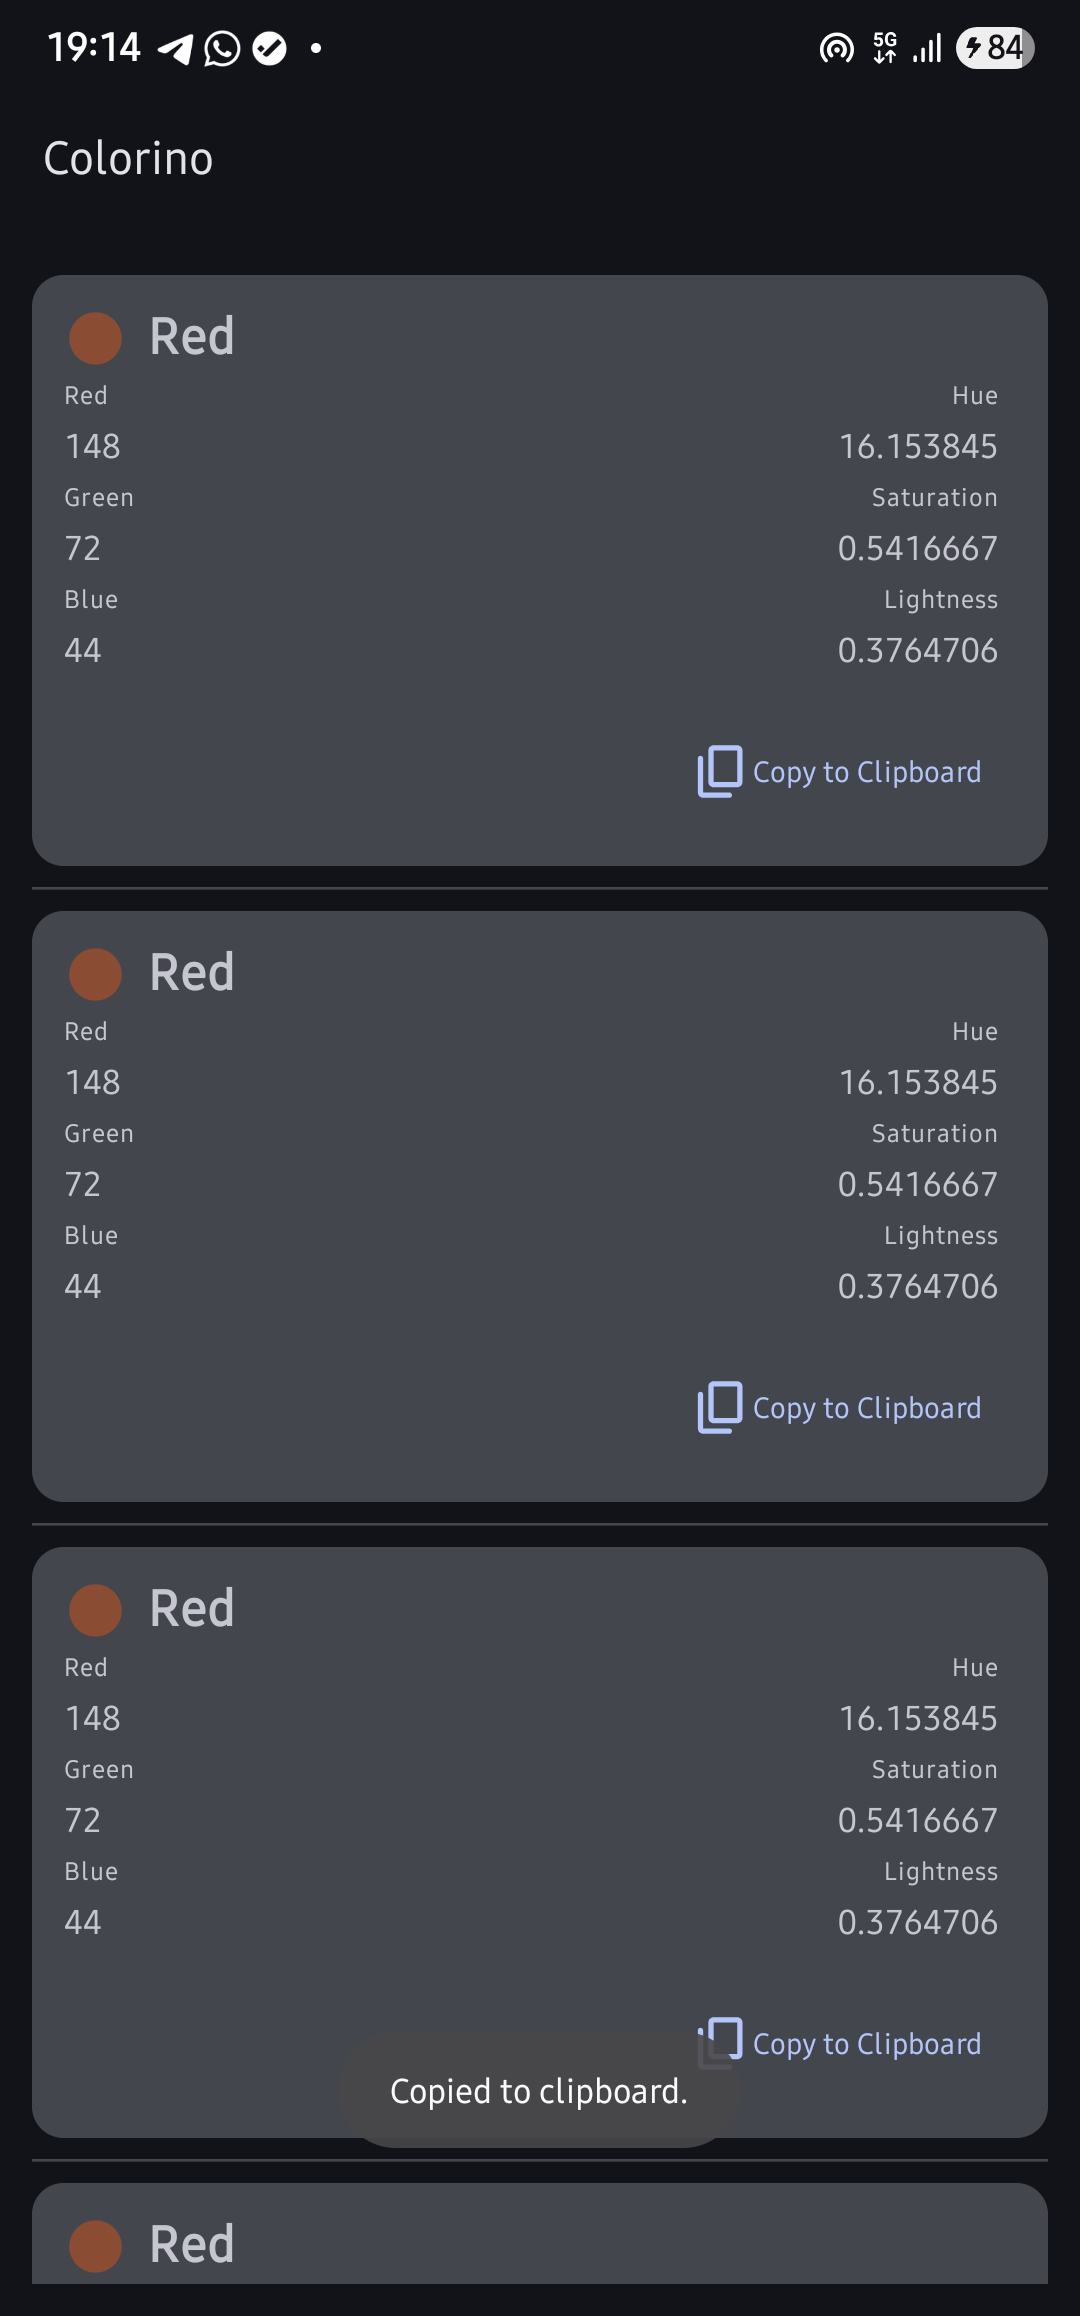 19:14 5G 84
Colorino
Red
Red Hue
148 16.153845
Green Saturation
72 0.5416667
Blue Lightness
44 0.3764706
Copy to Clipboard
Red
Red Hue
148 16.153845
Green Saturation
72 0.5416667
Blue Lightness
44 0.3764706
Copy to Clipboard
Red
Red Hue
148 16.153845
Green Saturation
72 0.5416667
Blue Lightness
44 0.3764706
Copy to Clipboard
Copied to clipboard.
Red